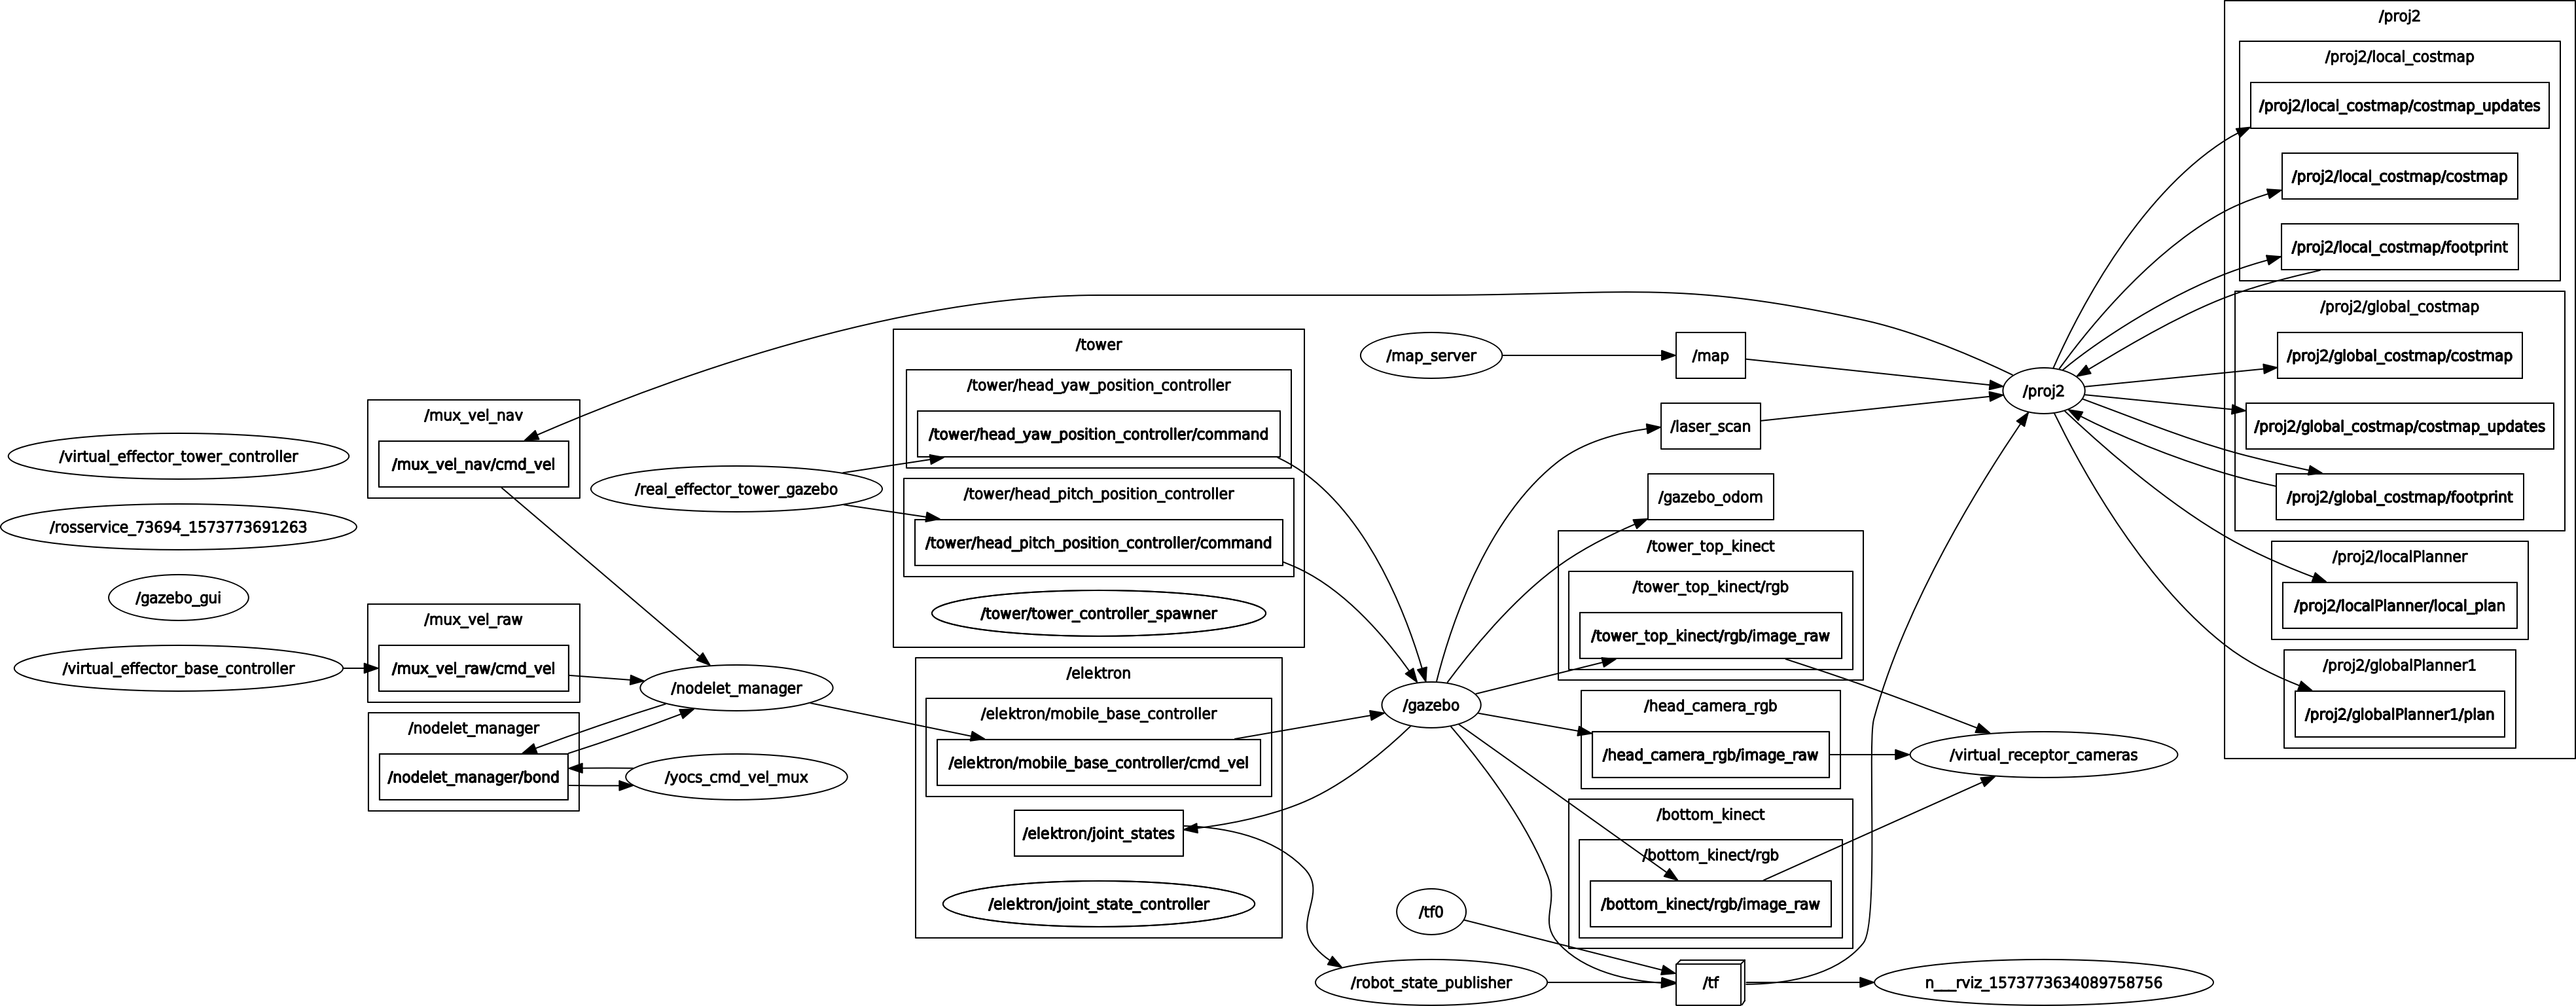 /virtual_effector_tower_controller
/rosservice_73694_1573773691263
/gazebo_gui
/virtual_effector_base_controller
/mux_vel_nav
/mux_vel_nav/cmd_vel
/mux_vel_raw
/mux_vel_raw/cmd_vel
/nodelet_manager
/nodelet_manager/bond
/real_effector_tower_gazebo
/nodelet_manager
/yocs_cmd_vel_mux
/tower
/tower/head_yaw_position_controller
/tower/head_yaw_position_controller/command
/tower/head_pitch_position_controller
/tower/head_pitch_position_controller/command
/tower/tower_controller_spawner
/elektron
/elektron/mobile_base_controller
/elektron/mobile_base_controller/cmd_vel
/elektron/joint_states
/elektron/joint_state_controller
/map_server
/gazebo
/tf0
/robot_state_publisher
/map
/laser_scan
/gazebo_odom
/tower_top_kinect
/tower_top_kinect/rgb
/tower_top_kinect/rgb/image_raw
/head_camera_rgb
/head_camera_rgb/image_raw
/bottom_kinect
/bottom_kinect/rgb
/bottom_kinect/rgb/image_raw
/tf
/proj2
/virtual_receptor_cameras
n___rviz_1573773634089758756
/proj2
/proj2/local_costmap
/proj2/local_costmap/costmap_updates
/proj2/local_costmap/costmap
/proj2/local_costmap/footprint
/proj2/global_costmap
/proj2/global_costmap/costmap
/proj2/global_costmap/costmap_updates
/proj2/global_costmap/footprint
/proj2/localPlanner
/proj2/localPlanner/local_plan
/proj2/globalPlanner1
/proj2/globalPlanner1/plan